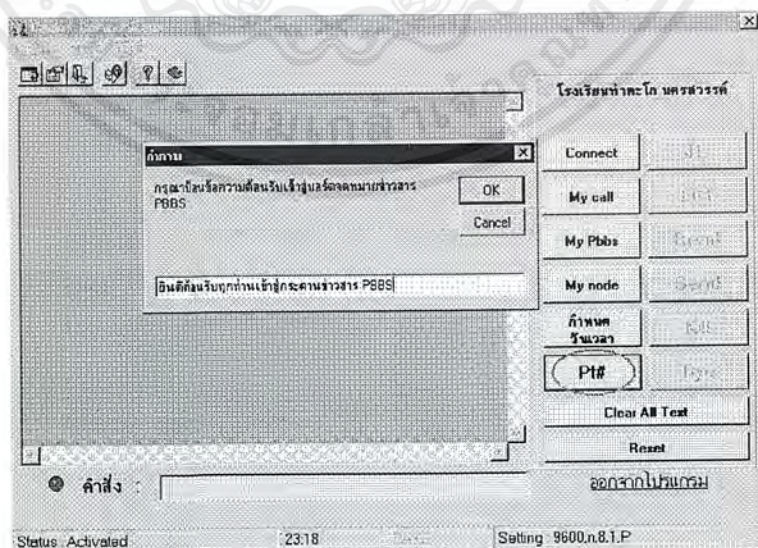 โรงเรียนท่าตะโก นครสวรรค์
คำถาม
กรุณาป้อนข้อความต้อนรับเข้าสู่บอร์ดจดหมายข่าวสาร
PBBS
OK
Cancel
ยินดีต้อนรับทุกท่านเข้าสู่กระดานข่าวสาร PBBS
Connect
My call
My Pbbs
My node
กำหนด
วันเวลา
Pt#
Clear All Text
Reset
คำสั่ง :
ออกจากโปรแกรม
Status :Activated
23:18
Setting :9600,n,8,1,P